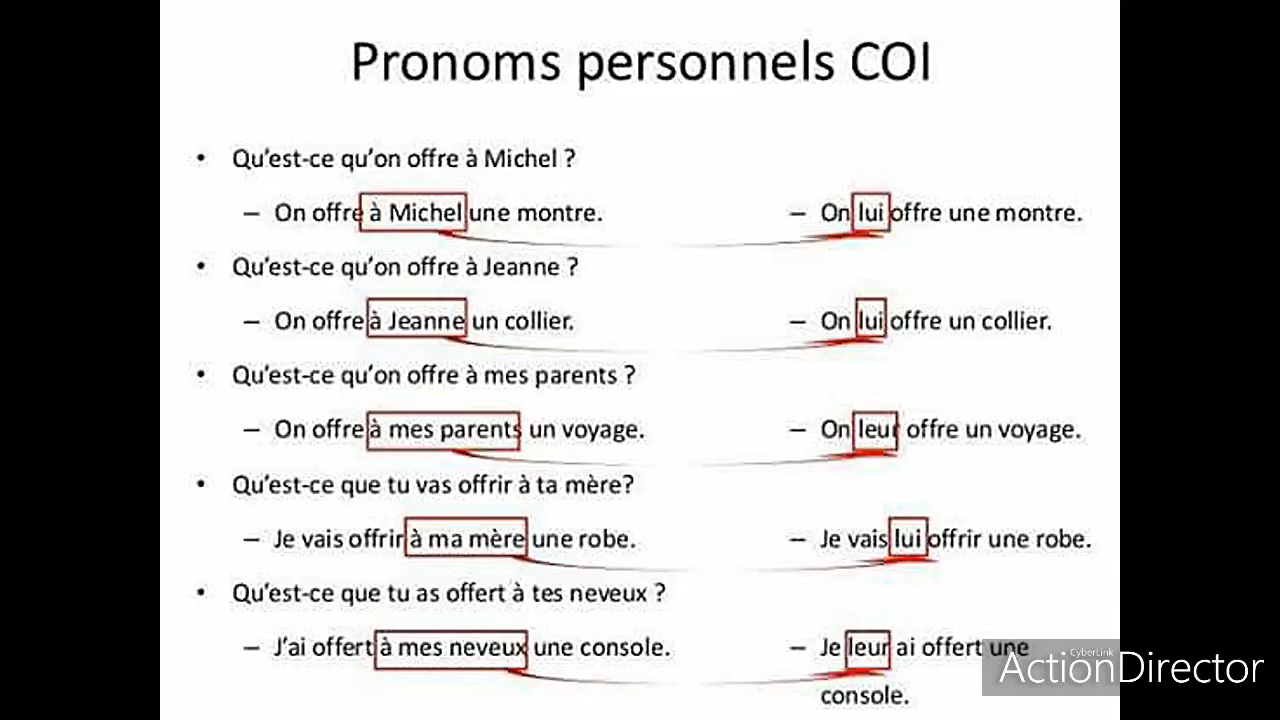 Pronoms personnels COI
• Qu'est-ce qu'on offre à Michel ?
– On offre à Michel une montre.
– On lui offre une montre.
• Qu'est-ce qu'on offre à Jeanne ?
– On offre à Jeanne un collier.
– On lui offre un collier.
• Qu'est-ce qu'on offre à mes parents ?
– On offre à mes parents un voyage.
– On leur offre un voyage.
• Qu'est-ce que tu vas offrir à ta mère?
– Je vais offrir à ma mère une robe.
– Je vais lui offrir une robe.
• Qu'est-ce que tu as offert à tes neveux ?
– J'ai offert à mes neveux une console.
– Je leur ai offert une
console.
CyberLink
ActionDirector